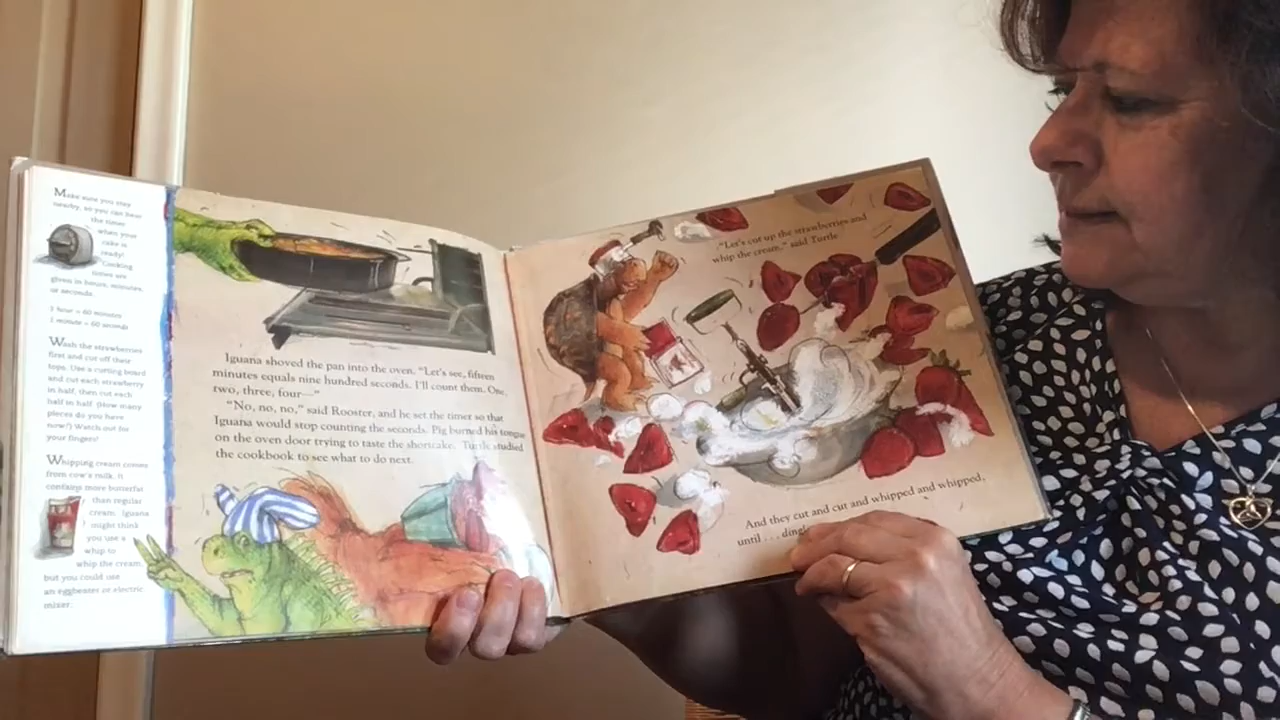 Make sure you stay
nearby, so you can hear
the timer
when your
cake is
ready!
Cooking
times are
given in hours, minutes,
or seconds.
1 hour = 60 minutes
1 minute = 60 seconds
Wash the strawberries
first and cut off their
tops. Use a cutting board
and cut each strawberry
in half, then cut each
half in half. (How many
pieces do you have
now?) Watch out for
your fingers!
Whipping cream comes
from cow's milk. It
contains more butterfat
than regular
cream. Iguana
might think
you use a
whip to
whip the cream,
but you could use
an eggbeater or electric
mixer.
Iguana shoved the pan into the oven. "Let's see, fifteen
minutes equals nine hundred seconds. I'll count them. One,
two, three, four—"
"No, no, no," said Rooster, and he set the timer so that
Iguana would stop counting the seconds. Pig burned his tongue
on the oven door trying to taste the shortcake. Turtle studied
the cookbook to see what to do next.
"Let's cut up the strawberries and
whip the cream," said Turtle.
And they cut and cut and whipped and whipped,
until . . .